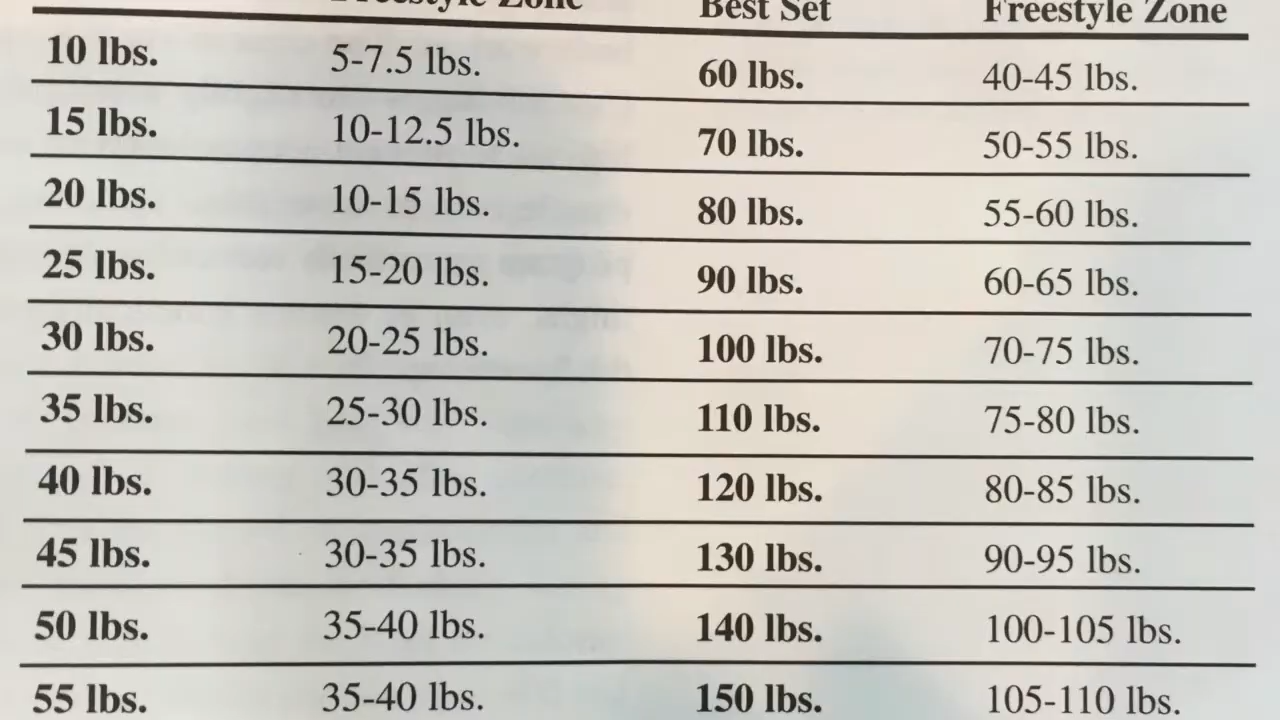 Freestyle Zone Best Set Freestyle Zone
10 lbs. 5-7.5 lbs. 60 lbs. 40-45 lbs.
15 lbs. 10-12.5 lbs. 70 lbs. 50-55 lbs.
20 lbs. 10-15 lbs. 80 lbs. 55-60 lbs.
25 lbs. 15-20 lbs. 90 lbs. 60-65 lbs.
30 lbs. 20-25 lbs. 100 lbs. 70-75 lbs.
35 lbs. 25-30 lbs. 110 lbs. 75-80 lbs.
40 lbs. 30-35 lbs. 120 lbs. 80-85 lbs.
45 lbs. 30-35 lbs. 130 lbs. 90-95 lbs.
50 lbs. 35-40 lbs. 140 lbs. 100-105 lbs.
55 lbs. 35-40 lbs. 150 lbs. 105-110 lbs.